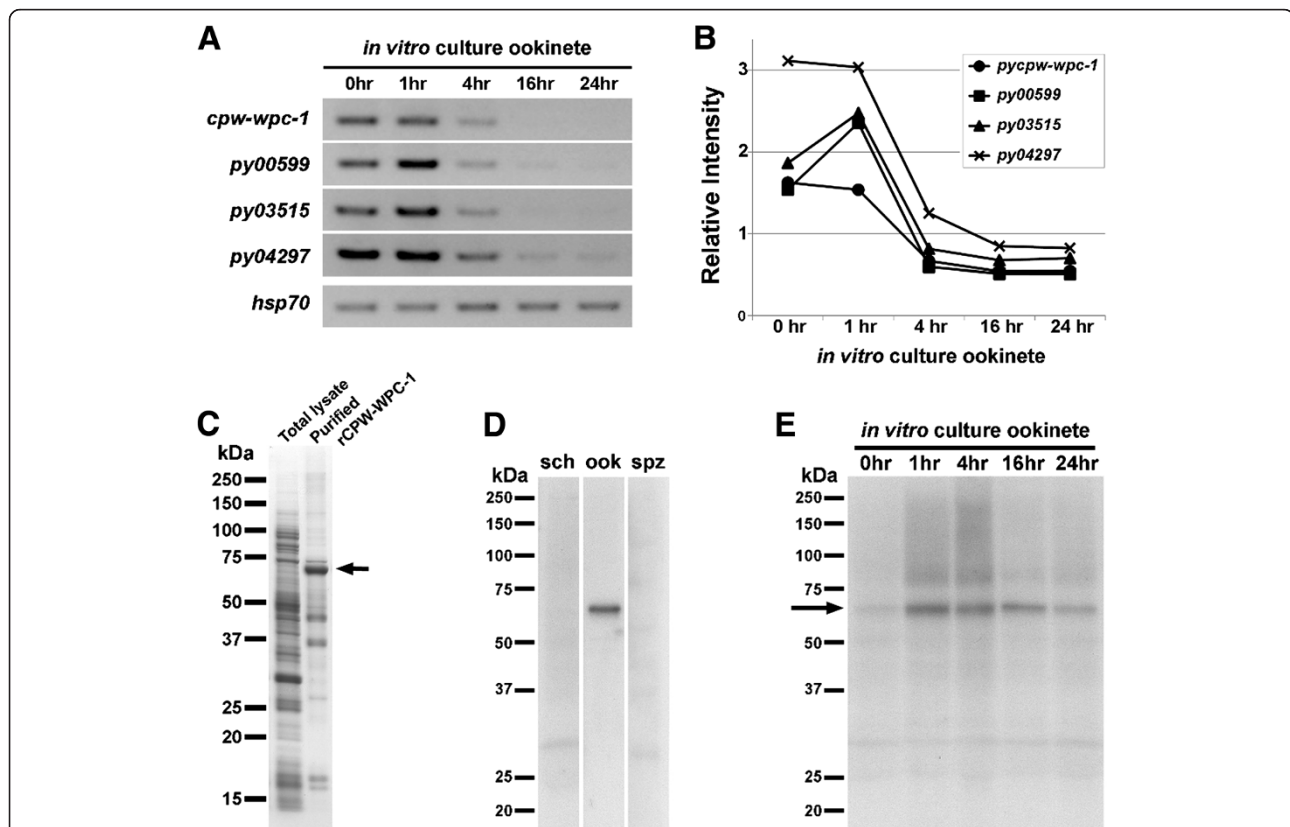 A
in vitro culture ookinete
0hr 1hr 4hr 16hr 24hr
cpw-wpc-1
py00599
py03515
py04297
hsp70
B
Relative Intensity
3
2
1
0
0 hr 1 hr 4 hr 16 hr 24 hr
in vitro culture ookinete
pycpw-wpc-1
py00599
py03515
py04297
C
Total lysate
Purified
rCPW-WPC-1
kDa
250
150
100
75
50
37
25
20
15
D
sch ook spz
kDa
250
150
100
75
50
37
25
20
E
in vitro culture ookinete
0hr 1hr 4hr 16hr 24hr
kDa
250
150
100
75
50
37
25
20